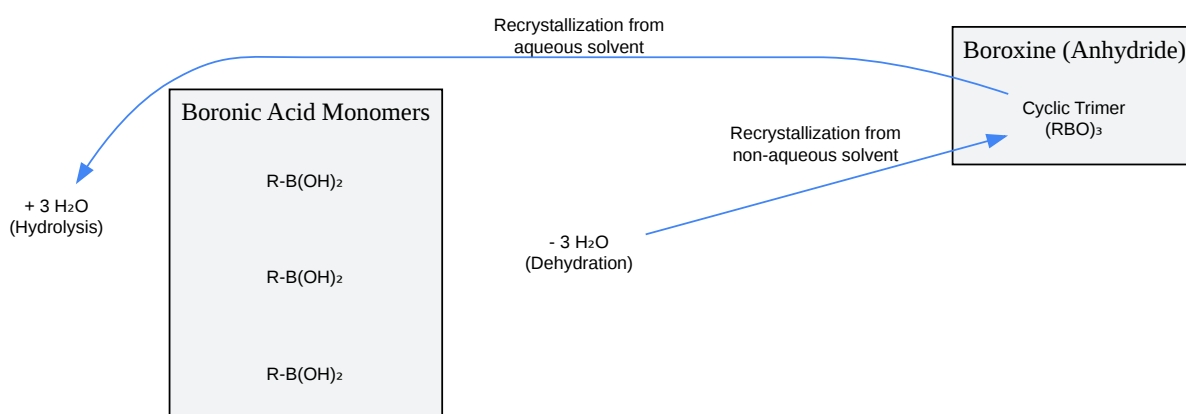 Recrystallization from
aqueous solvent
Boroxine (Anhydride)
Cyclic Trimer
(RBO)₃
Boronic Acid Monomers
Recrystallization from
non-aqueous solvent
R-B(OH)₂
+ 3 H₂O
(Hydrolysis)
- 3 H₂O
(Dehydration)
R-B(OH)₂
R-B(OH)₂